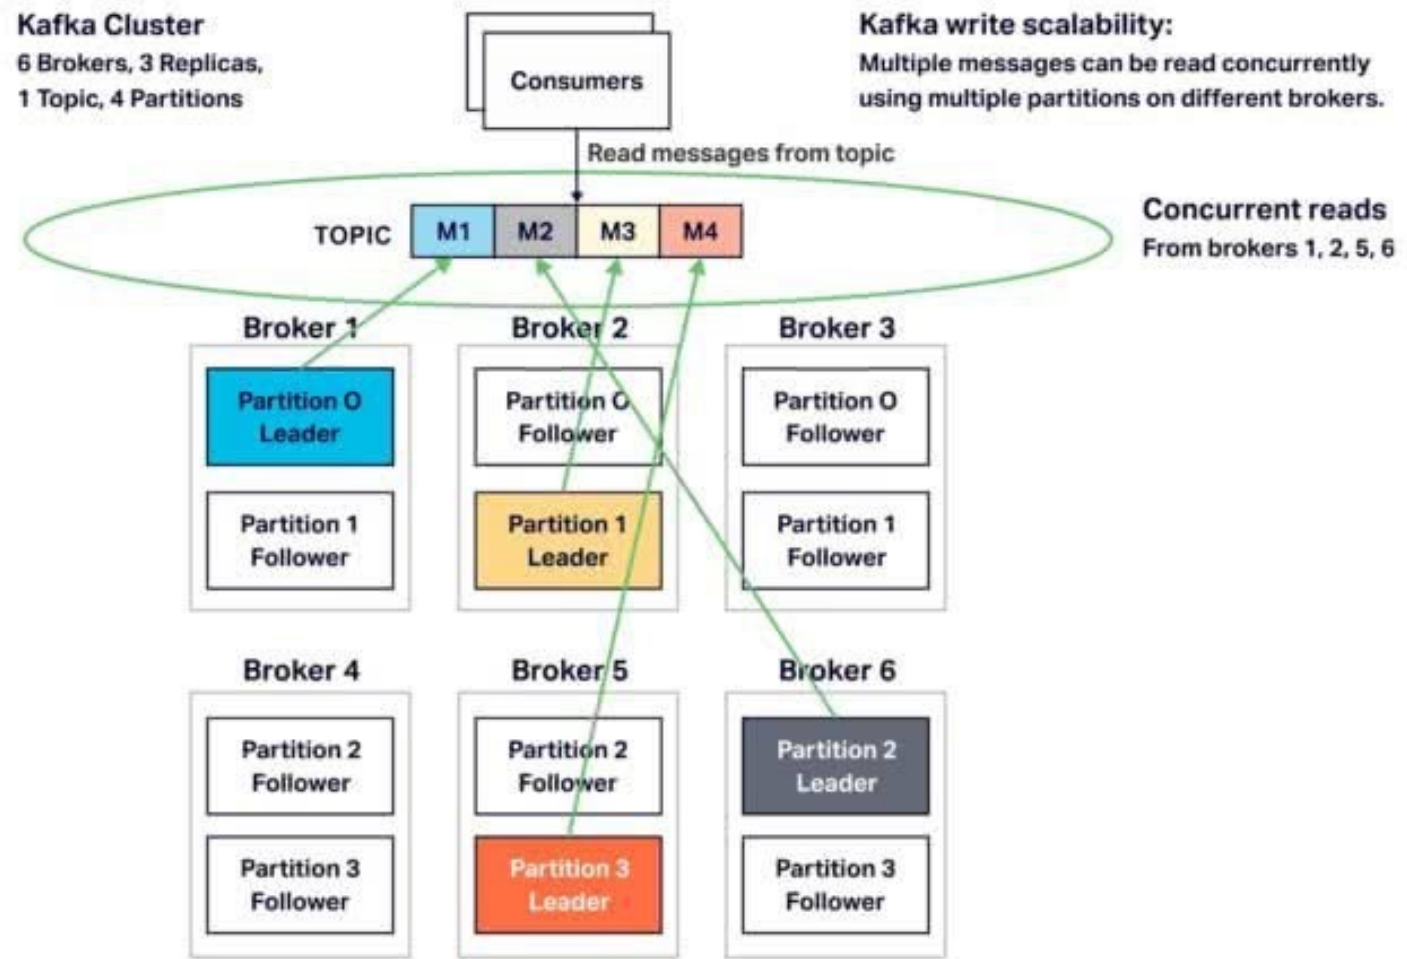 Kafka Cluster
6 Brokers, 3 Replicas,
1 Topic, 4 Partitions
Consumers
Kafka write scalability:
Multiple messages can be read concurrently
using multiple partitions on different brokers.
Read messages from topic
TOPIC M1 M2 M3 M4
Concurrent reads
From brokers 1, 2, 5, 6
Broker 1
Partition 0
Leader
Partition 1
Follower
Broker 2
Partition 0
Follower
Partition 1
Leader
Broker 3
Partition 0
Follower
Partition 1
Follower
Broker 4
Partition 2
Follower
Partition 3
Follower
Broker 5
Partition 2
Follower
Partition 3
Leader
Broker 6
Partition 2
Leader
Partition 3
Follower